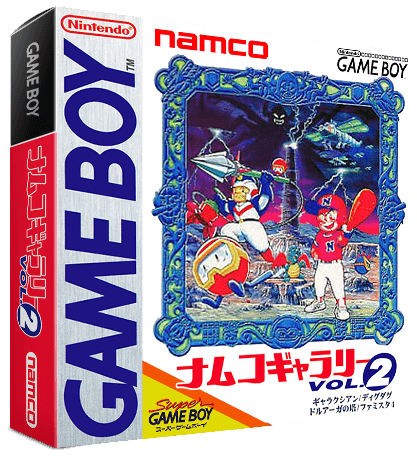 GAME BOY
ナムコギャラリー
VOL.2
namco
Nintendo
GAME BOY
TM
namco
Nintendo
GAME BOY
N
N
ナムコギャラリー
VOL.2
ギャラクシアン/ディグダグ
ドルアーガの塔/ファミスタ4
Super
GAME BOY
スーパーゲームボーイ